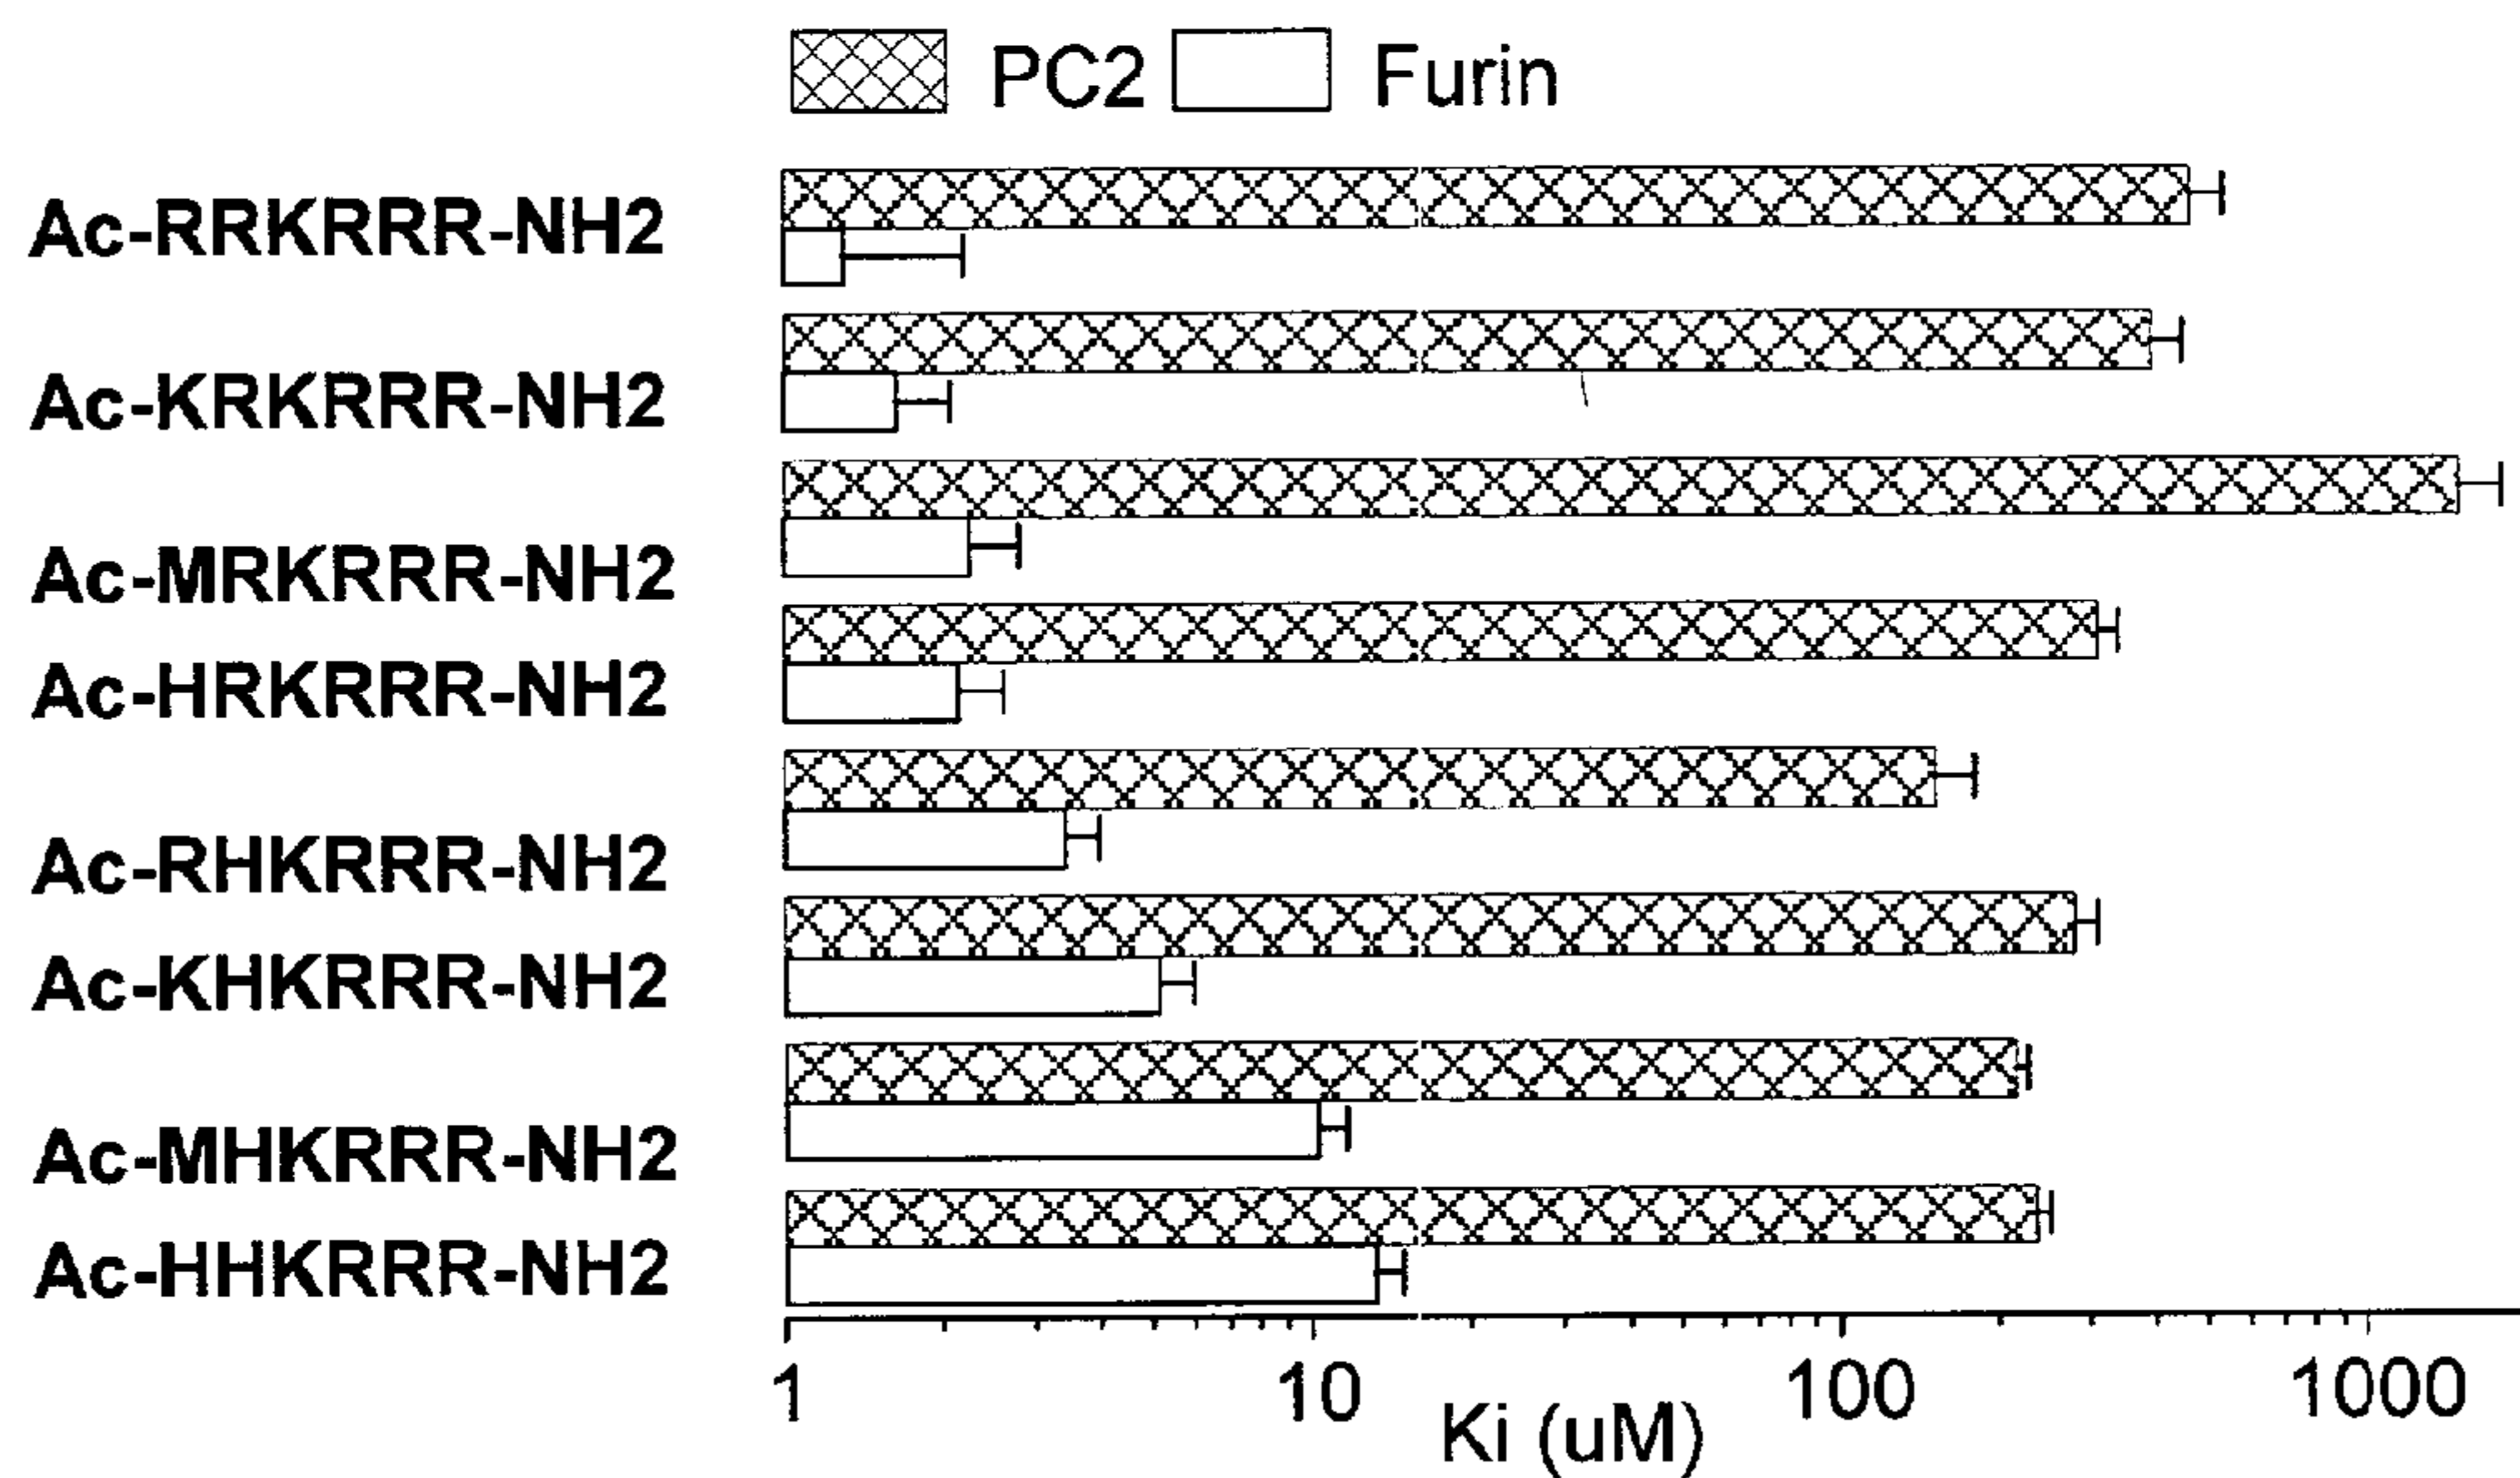 PC2 Furin
Ac-RRKRRR-NH2
Ac-KRKRRR-NH2
Ac-MRKRRR-NH2
Ac-HRKRRR-NH2
Ac-RHKRRR-NH2
Ac-KHKRRR-NH2
Ac-MHKRRR-NH2
Ac-HHKRRR-NH2
1 10 100 1000
Ki (uM)